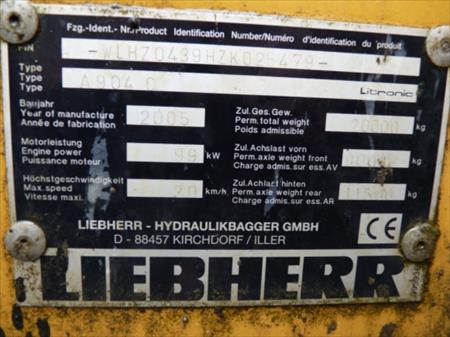 Fzg.-Ident.- Nr./Product Identification Number/Numéro d'identification du produit
PIN -WLHZ0439HZK025479-
Type
Type A904 C Litronic
Type
Baujahr
Year of manufacture 2005
Année de fabrication
Zul.Ges.Gew.
Perm.total weight 20000 kg
Poids admissible
Motorleistung
Engine power 99 kW
Puissance moteur
Zul.Achslast vorn
Perm.axle weight front kg
Charge admis.sur ess.AV
Höchstgeschwindigkeit
Max.speed 20 km/h
Vitesse maxi.
Zul.Achlast hinten
Perm.axle weight rear kg
Charge admis.sur ess.AR
LIEBHERR - HYDRAULIKBAGGER GMBH
D - 88457 KIRCHDORF / ILLER
CE
LIEBHERR